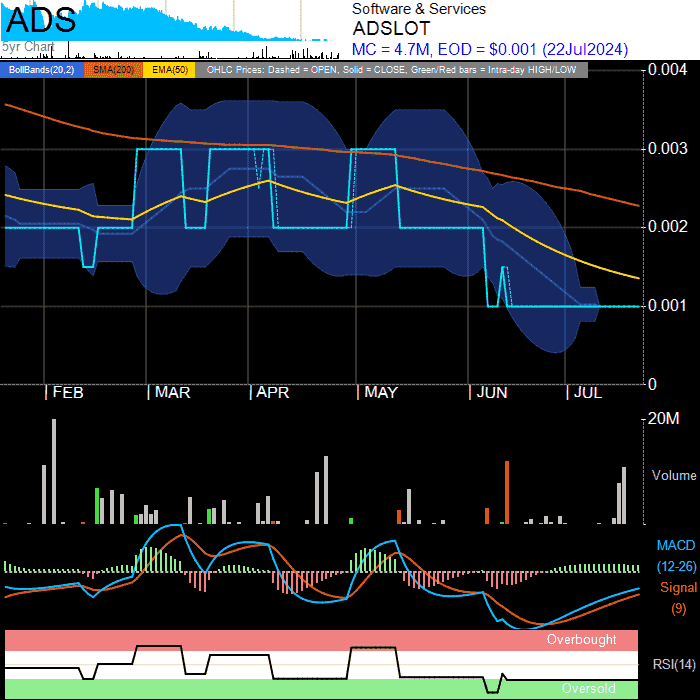 ADS
5yr Chart
Software & Services
ADSLOT
MC = 4.7M, EOD = $0.001 (22Jul2024)
BollBands(20,2) SMA(200) EMA(50) OHLC Prices: Dashed = OPEN, Solid = CLOSE, Green/Red bars = Intra-day HIGH/LOW
0.004
0.003
0.002
0.001
0
FEB MAR APR MAY JUN JUL
20M
Volume
MACD
(12-26)
Signal
(9)
Overbought
RSI(14)
Oversold